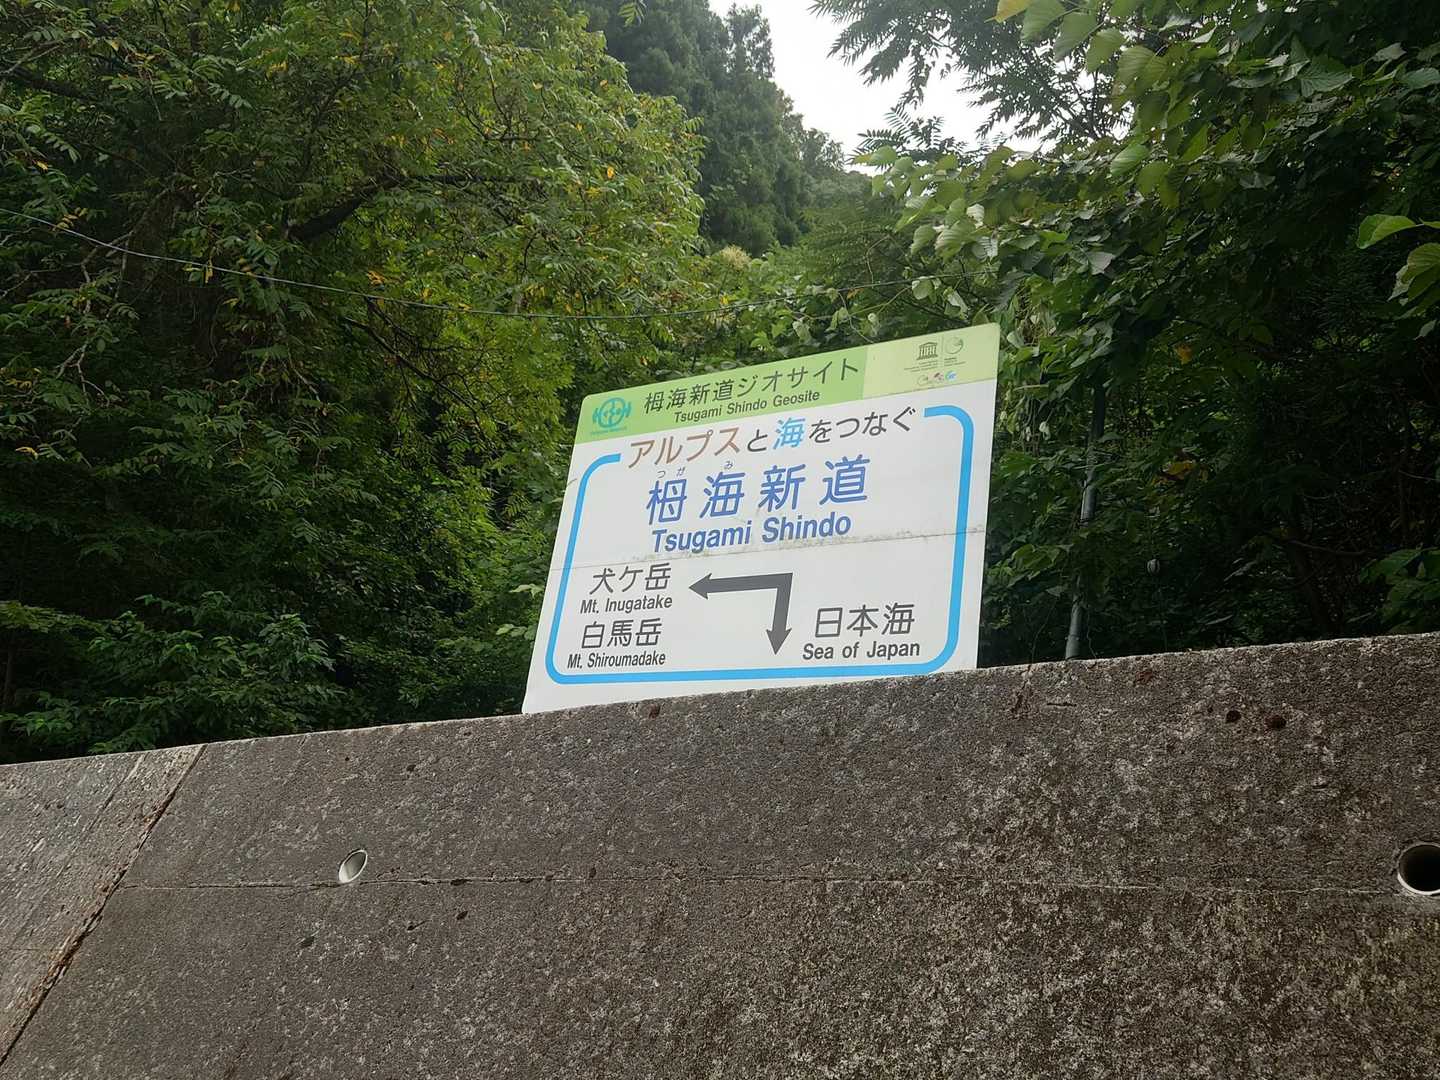 栂海新道ジオサイト
Tsugami Shindo Geosite
アルプスと海をつなぐ
つがみ
栂海新道
Tsugami Shindo
犬ケ岳
Mt. Inugatake
白馬岳
Mt. Shiroumadake
日本海
Sea of Japan